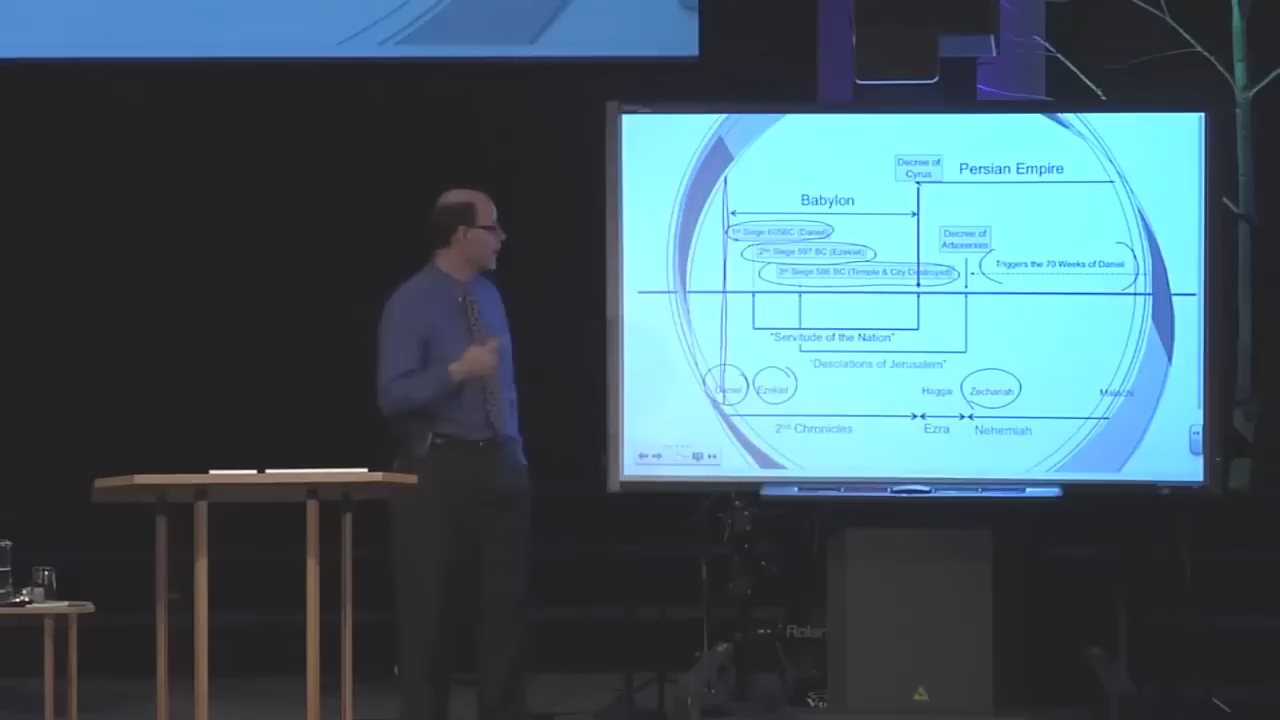 Decree of
Cyrus
Persian Empire
Babylon
1st Siege 605BC (Daniel)
Decree of
Artaxerxes
2nd Siege 597 BC (Ezekiel)
3rd Siege 586 BC (Temple & City Destroyed)
Triggers the 70 Weeks of Daniel
"Servitude of the Nation"
"Desolations of Jerusalem"
Daniel
Ezekiel
Haggai
Zechariah
Malachi
2nd Chronicles
Ezra
Nehemiah
Roland